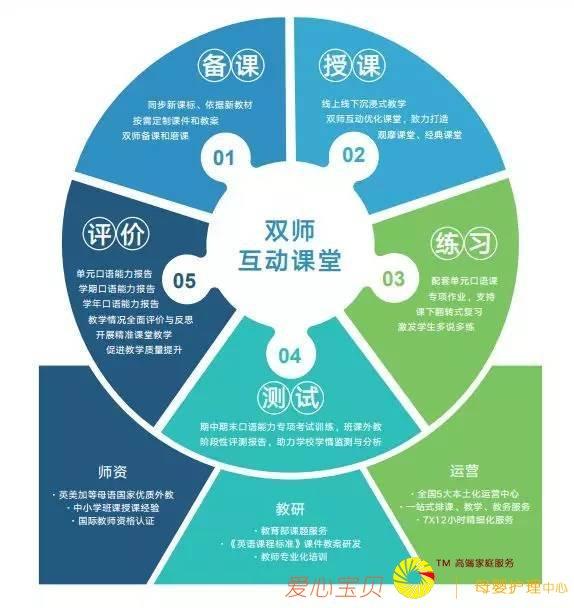 备课
同步新课标、依据新教材
按需定制课件和教案
双师备课和磨课
01
授课
线上线下沉浸式教学
双师互动优化课堂，致力打造
观摩课堂、经典课堂
02
双师
互动课堂
练习
03
配套单元口语课
专项作业，支持
课下翻转式复习
激发学生多说多练
04
测试
期中期末口语能力专项考试训练，班课外教
阶段性评测报告，助力学校学情监测与分析
评价
05
单元口语能力报告
学期口语能力报告
学年口语能力报告
教学情况全面评价与反思
开展精准课堂教学
促进教学质量提升
师资
· 英美加等母语国家优质外教
· 中小学班课授课经验
· 国际教师资格认证
教研
· 教育部课题服务
· 《英语课程标准》课件教案研发
· 教师专业化培训
运营
· 全国5大本土化运营中心
· 一站式排课、教学、教务服务
· 7X12小时精细化服务
爱心宝贝
TM 高端家庭服务
母婴护理中心